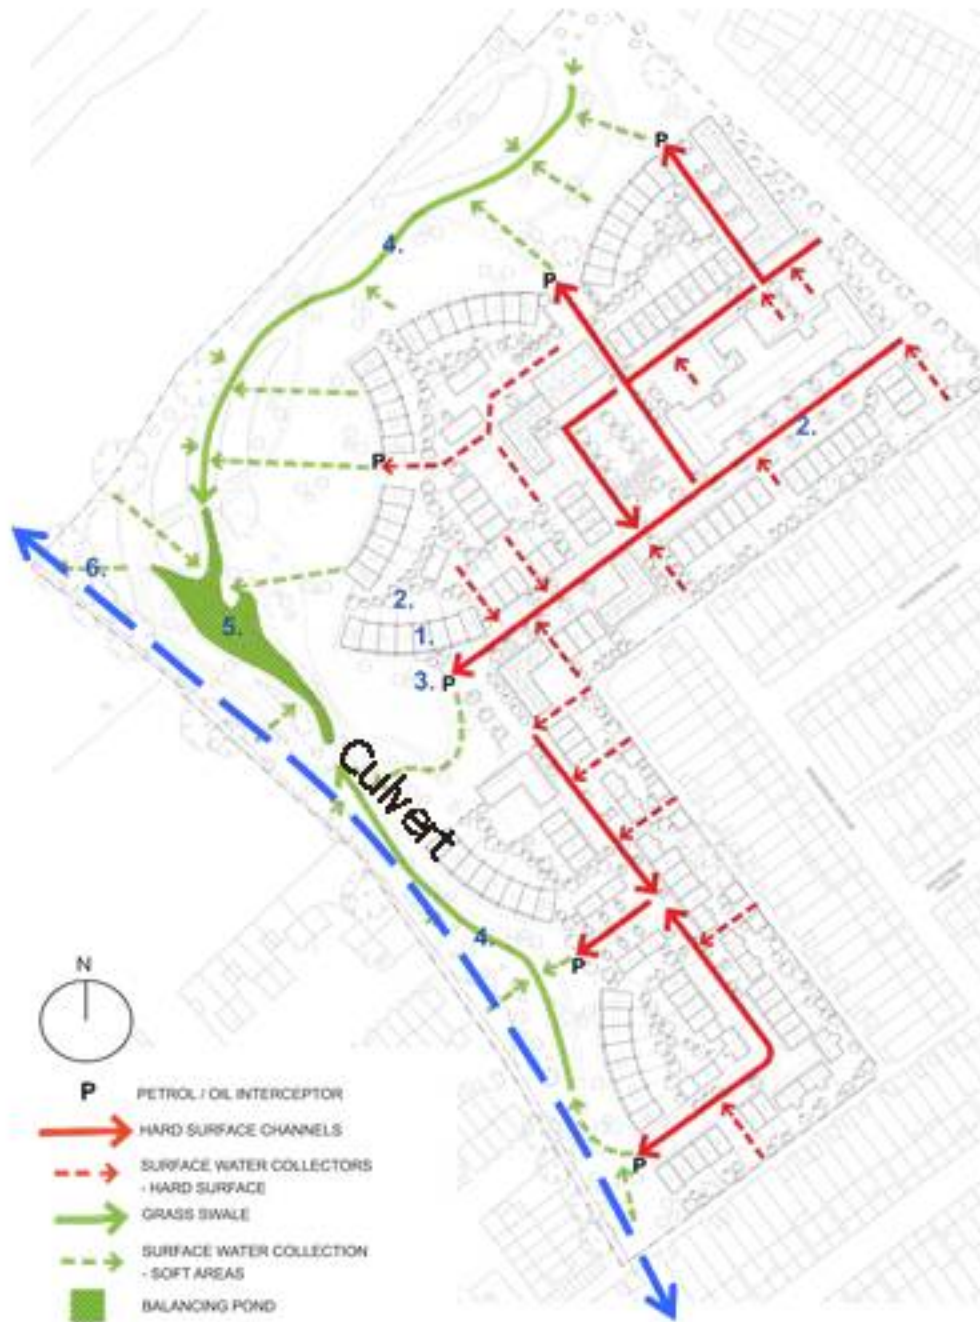 P
P
4.
2.
P
6.
2.
5.
1.
3. P
Culvert
4.
P
N
P
P PETROL / OIL INTERCEPTOR
HARD SURFACE CHANNELS
SURFACE WATER COLLECTORS
- HARD SURFACE
GRASS SWALE
SURFACE WATER COLLECTION
- SOFT AREAS
BALANCING POND